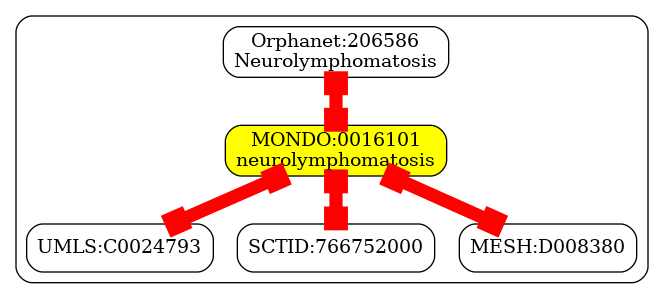 Orphanet:206586
Neurolymphomatosis
MONDO:0016101
neurolymphomatosis
UMLS:C0024793
SCTID:766752000
MESH:D008380